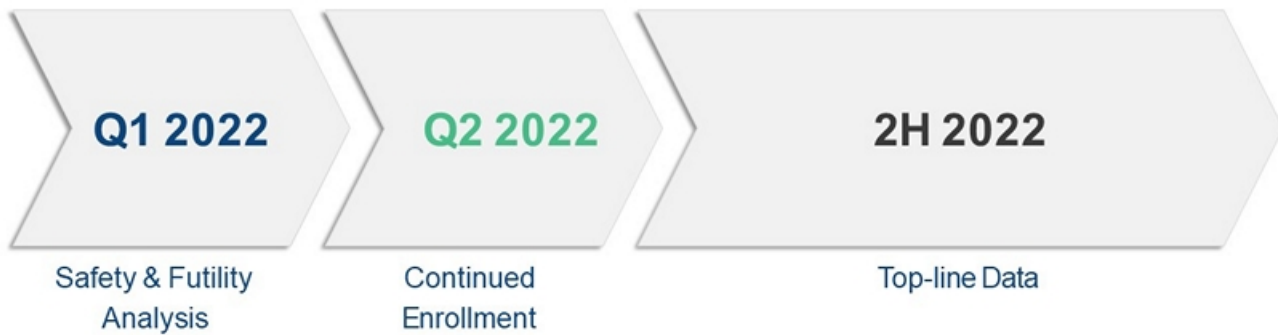 Q1 2022
Q2 2022
2H 2022
Safety & Futility
Analysis
Continued
Enrollment
Top-line Data